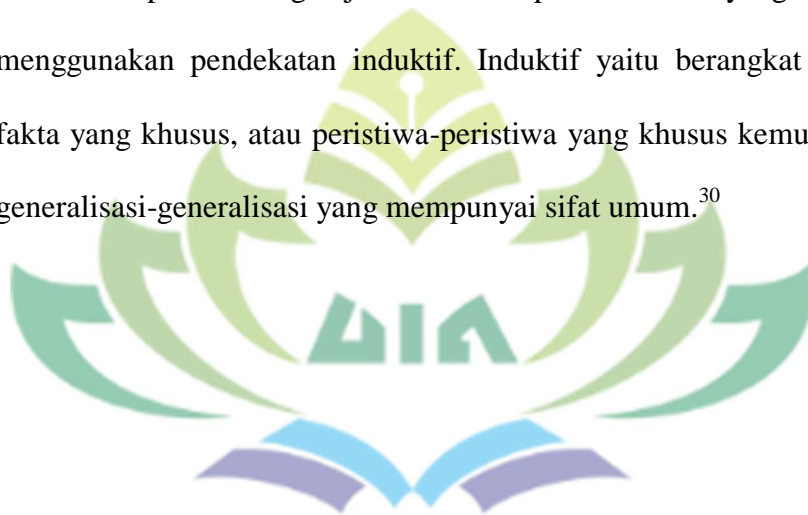 menggunakan pendekatan induktif. Induktif yaitu berangkat
fakta yang khusus, atau peristiwa-peristiwa yang khusus
generalisasi-generalisasi yang mempunyai sifat umum.30
UIN